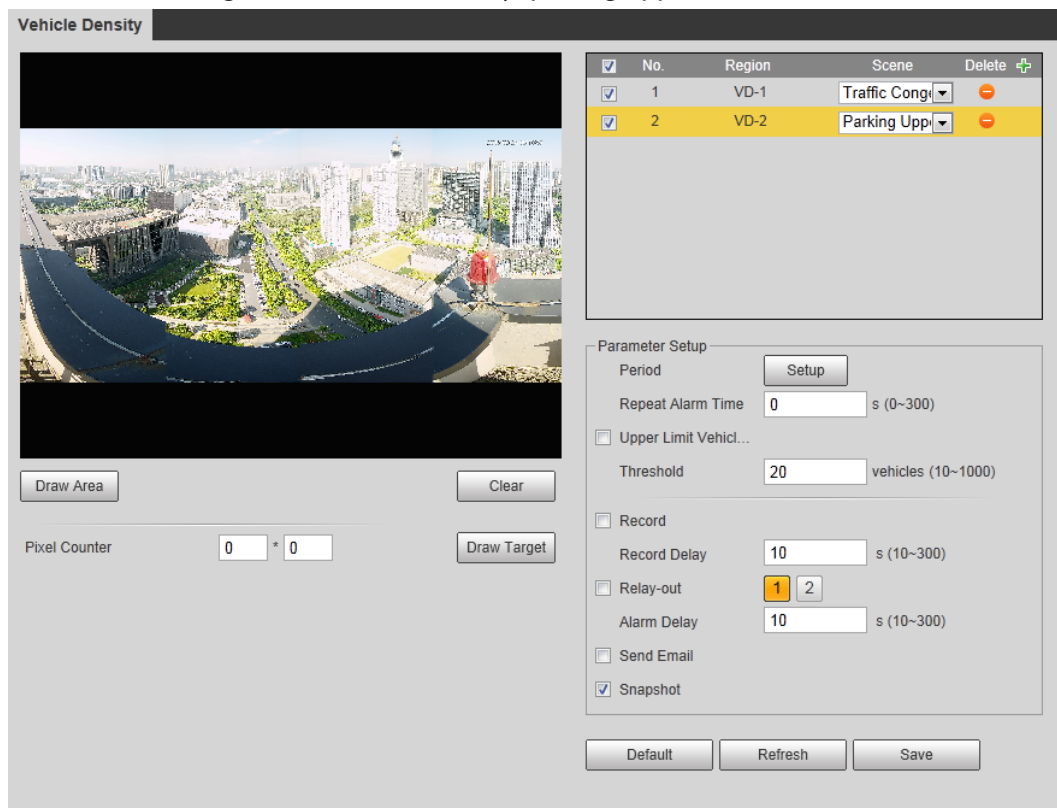 Vehicle Density
No. Region Scene Delete
1 VD-1 Traffic Cong
2 VD-2 Parking Upp
Parameter Setup
Period Setup
Repeat Alarm Time 0 s (0~300)
Upper Limit Vehicl...
Threshold 20 vehicles (10~1000)
Draw Area Clear
Record
Pixel Counter 0 * 0 Draw Target
Record Delay 10 s (10~300)
Relay-out 1 2
Alarm Delay 10 s (10~300)
Send Email
Snapshot
Default Refresh Save